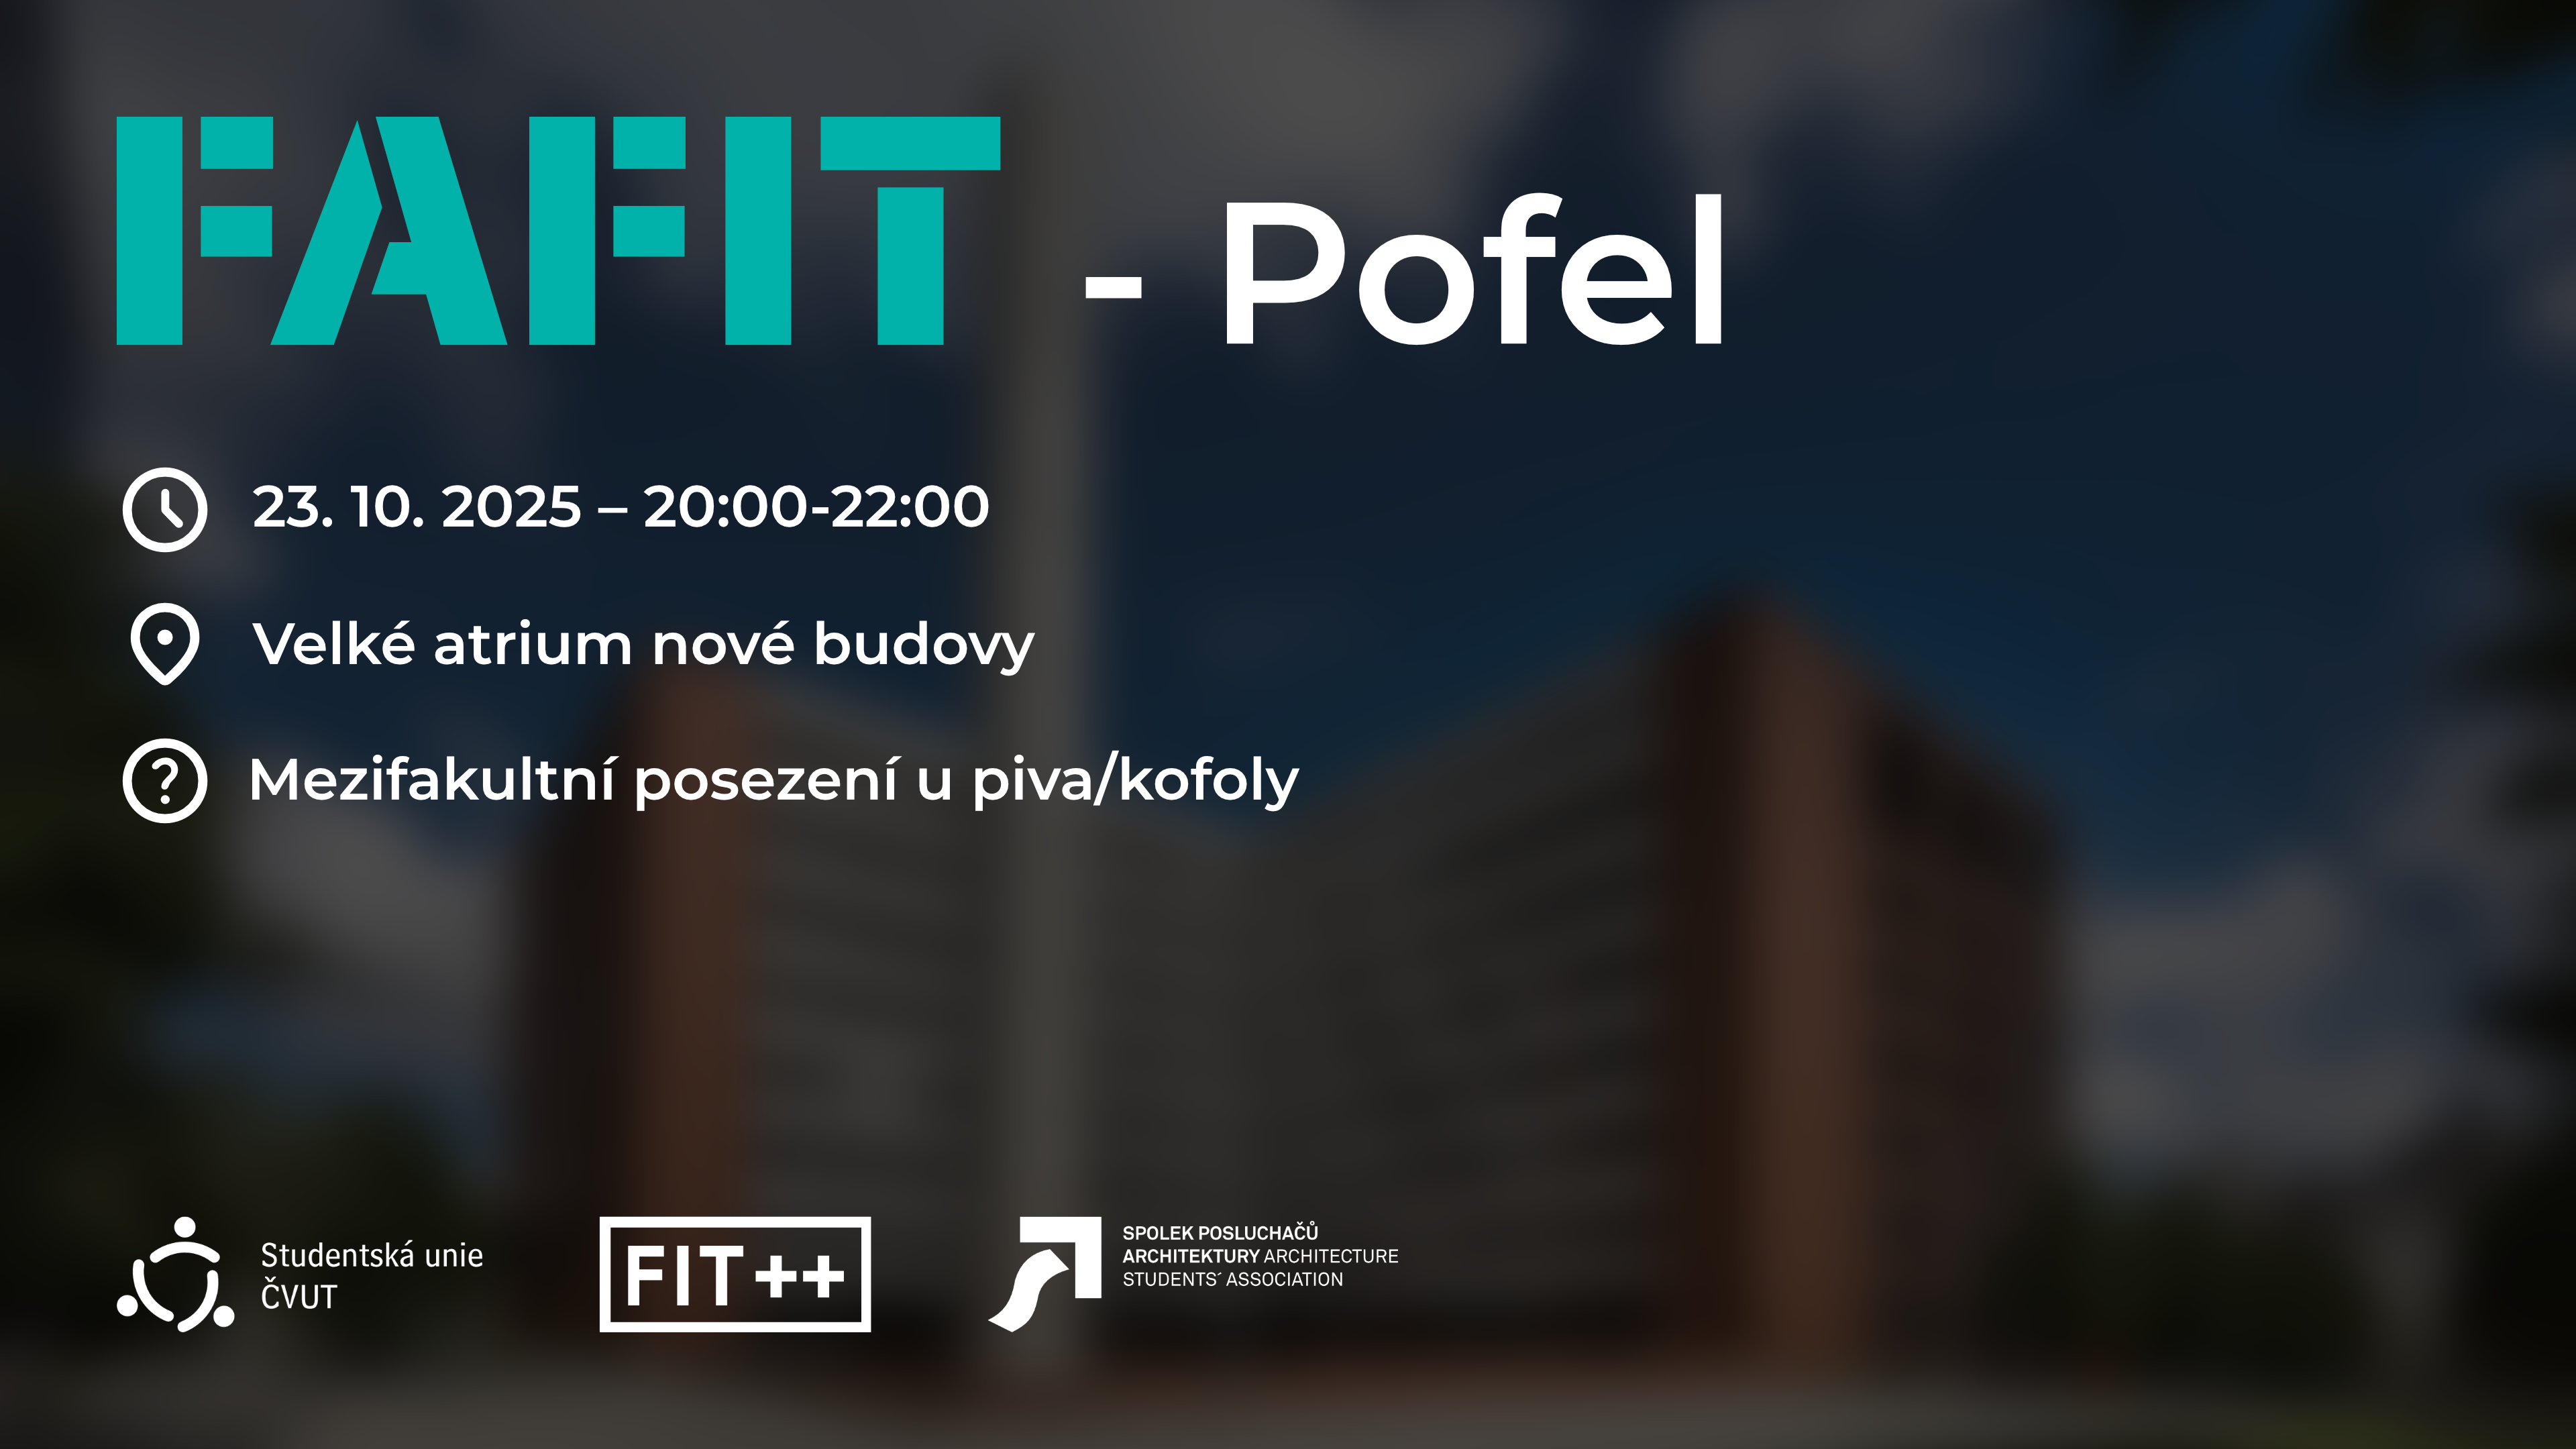 FAFIT - Pofel
23. 10. 2025 – 20:00-22:00
Velké atrium nové budovy
Mezifakultní posezení u piva/kofoly
Studentská unie
ČVUT
FIT++
SPOLEK POSLUCHAČŮ
ARCHITEKTURY ARCHITECTURE
STUDENTS´ ASSOCIATION